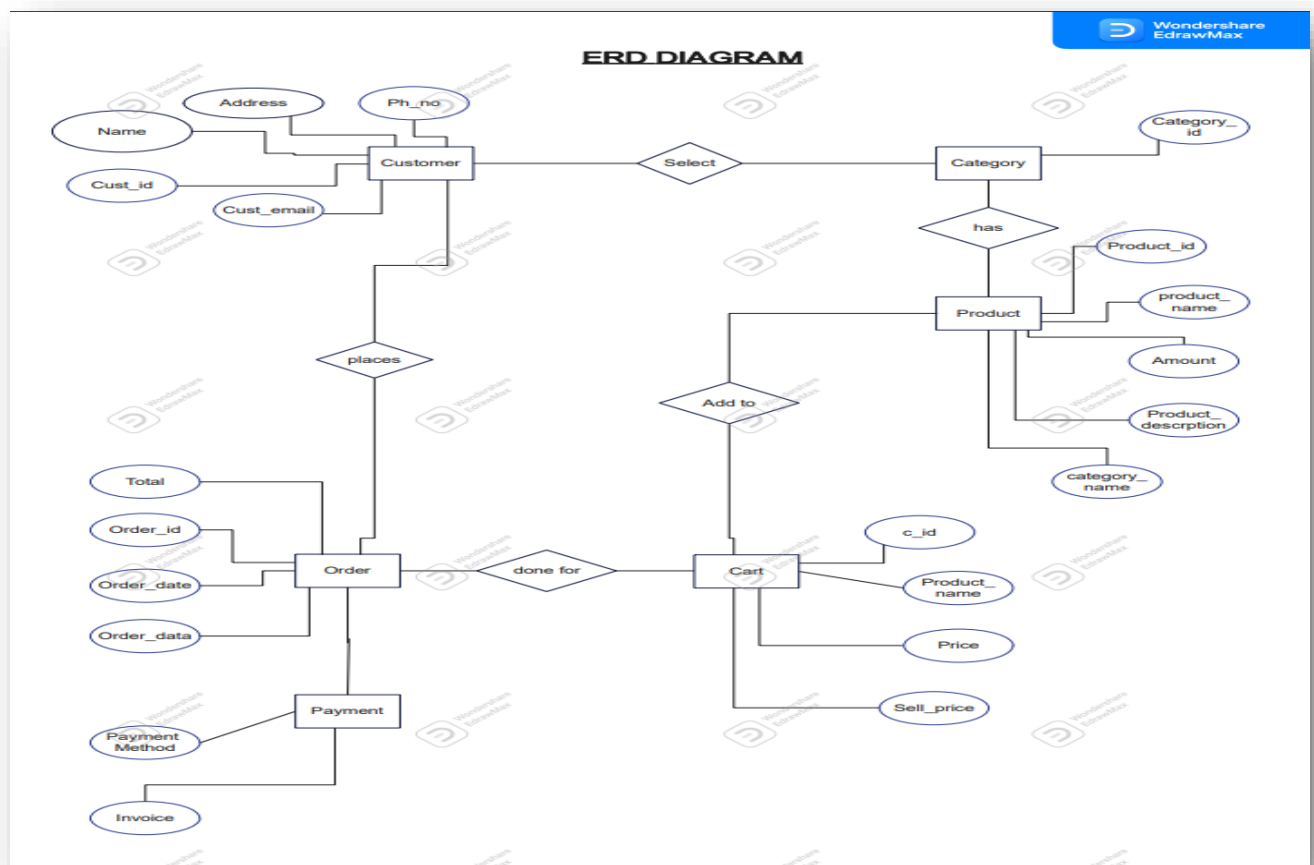 Wondershare
EdrawMax
ERD DIAGRAM
Address
Ph_no
Name
Customer
Select
Category
Category_
id
Cust_id
Cust_email
has
Product_id
product_
name
Product
places
Amount
Add to
Product_
descrption
category_
name
Total
Order_id
c_id
Order
done for
Cart
Order_date
Product_
name
Order_data
Price
Payment
Sell_price
Payment
Method
Invoice
Wondershare
EdrawMax